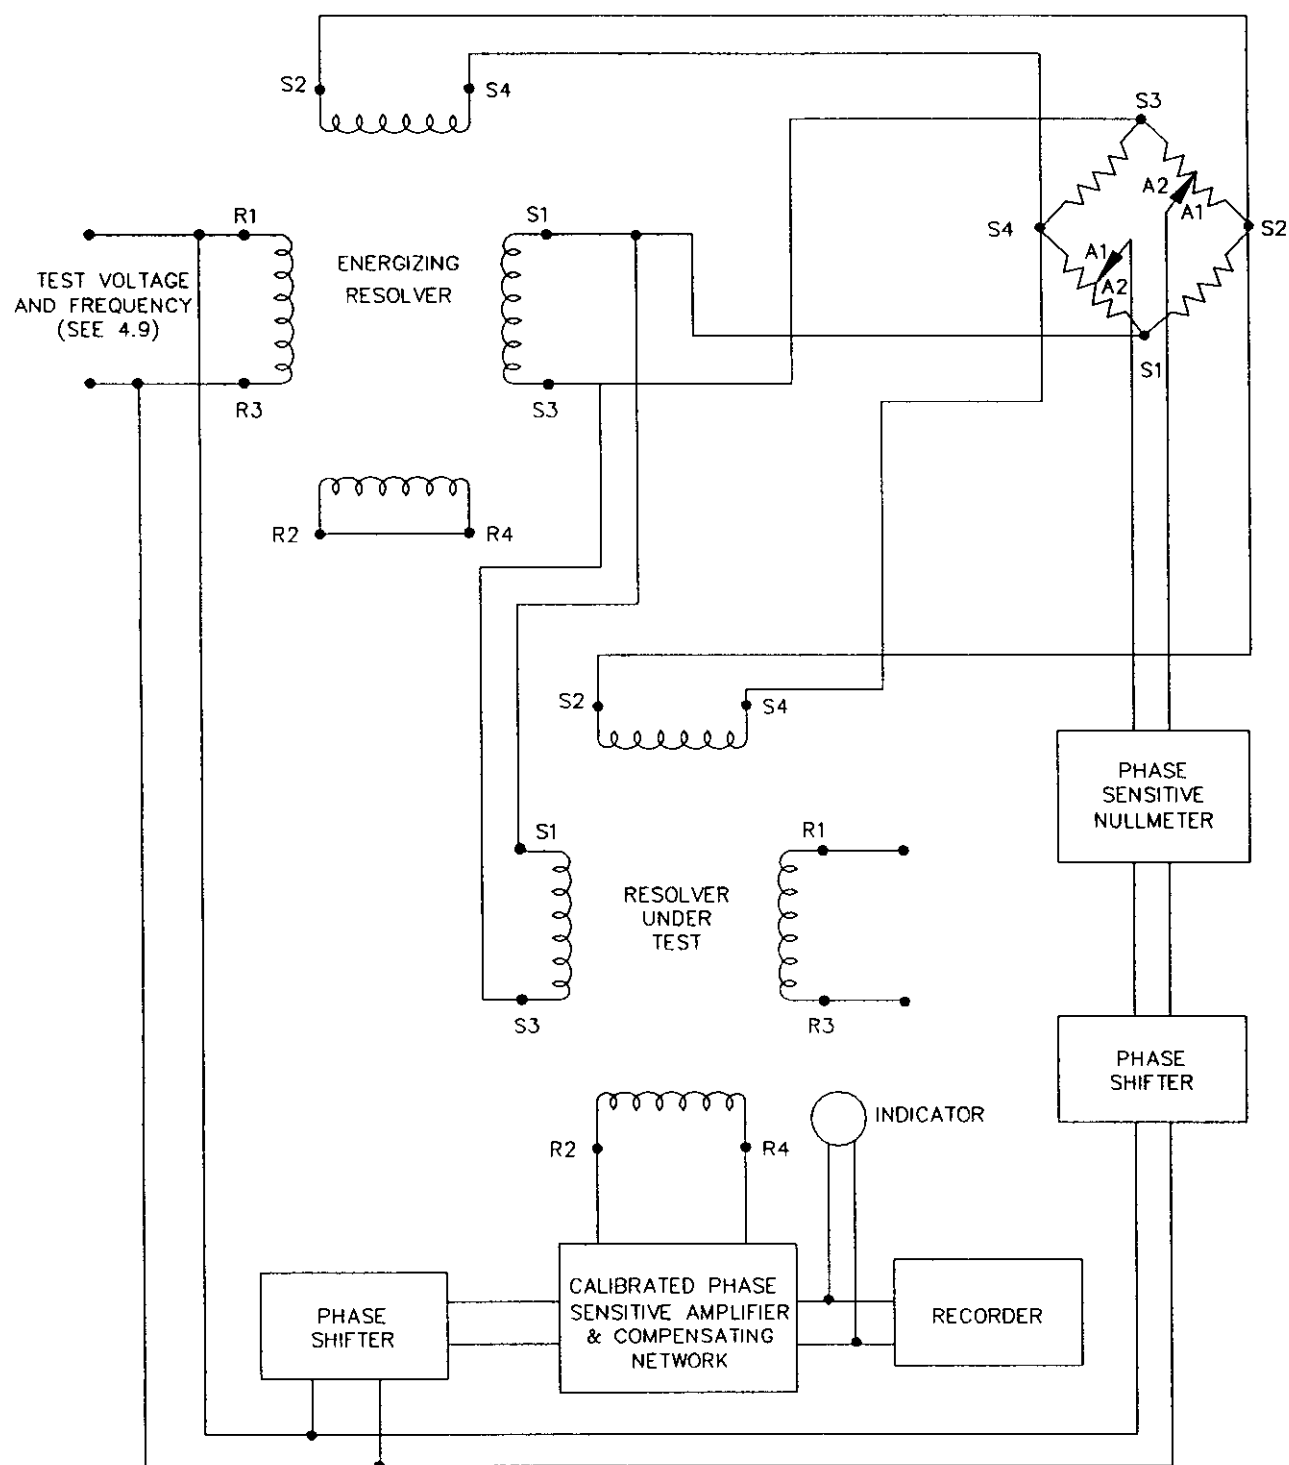 S2
S4
S3
A2
A1
S4
S2
A1
A2
S1
R1
S1
ENERGIZING
RESOLVER
TEST VOLTAGE
AND FREQUENCY
(SEE 4.9)
R3
S3
R2
R4
S2
S4
PHASE
SENSITIVE
NULLMETER
S1
R1
RESOLVER
UNDER
TEST
S3
R3
PHASE
SHIFTER
INDICATOR
R2
R4
CALIBRATED PHASE
SENSITIVE AMPLIFIER
& COMPENSATING
NETWORK
PHASE
SHIFTER
RECORDER